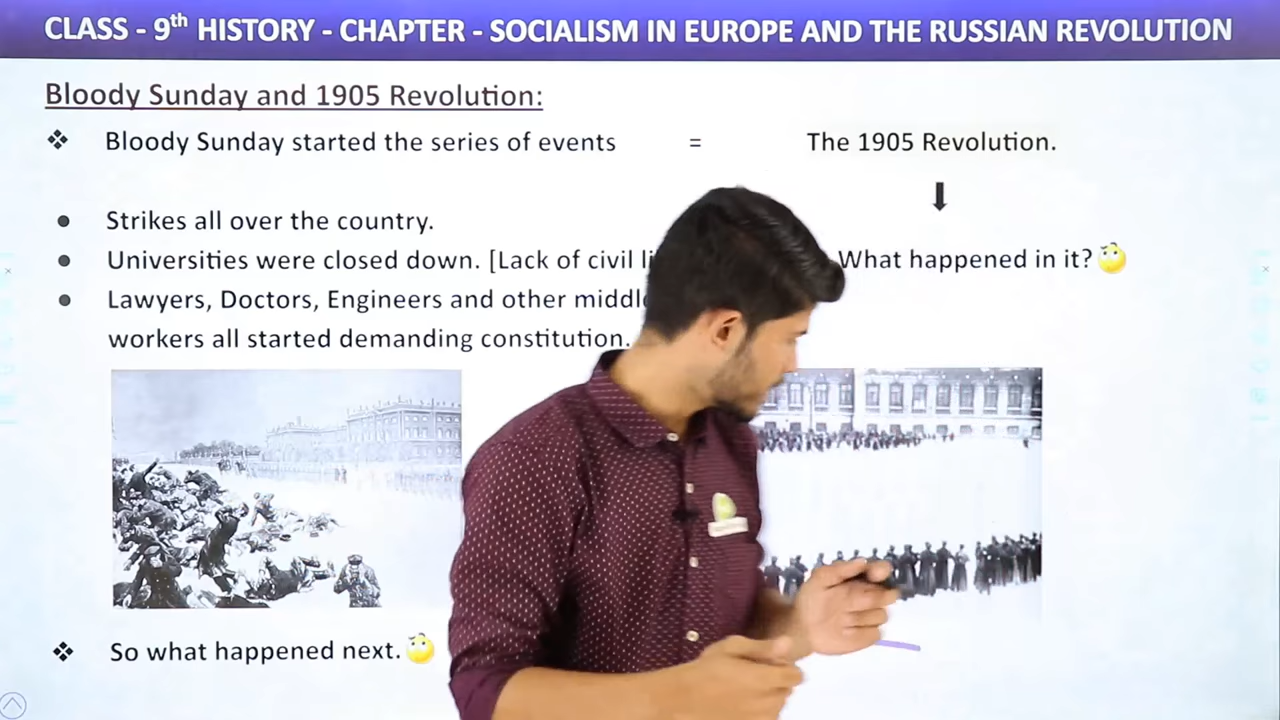 CLASS - 9th HISTORY - CHAPTER - SOCIALISM IN EUROPE AND THE RUSSIAN REVOLUTION
Bloody Sunday and 1905 Revolution:
❖ Bloody Sunday started the series of events = The 1905 Revolution.
● Strikes all over the country.
● Universities were closed down. [Lack of civil What happened in it?
● Lawyers, Doctors, Engineers and other
workers all started demanding constitution.
❖ So what happened next.